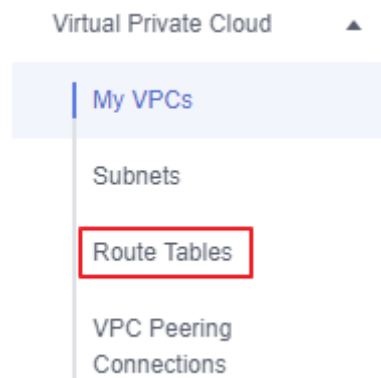 Virtual Private Cloud
My VPCs
Subnets
Route Tables
VPC Peering
Connections